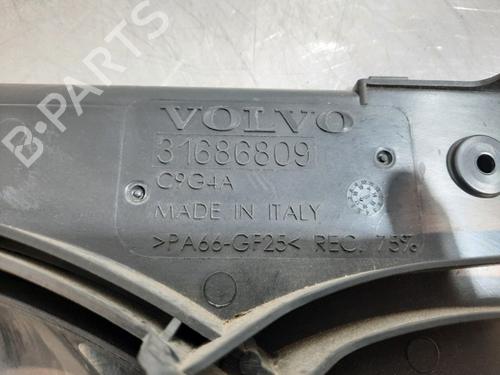 B-PARTS
VOLVO
31686809
C9G4A
MADE IN ITALY
>PA66-GF25< REC. 75%